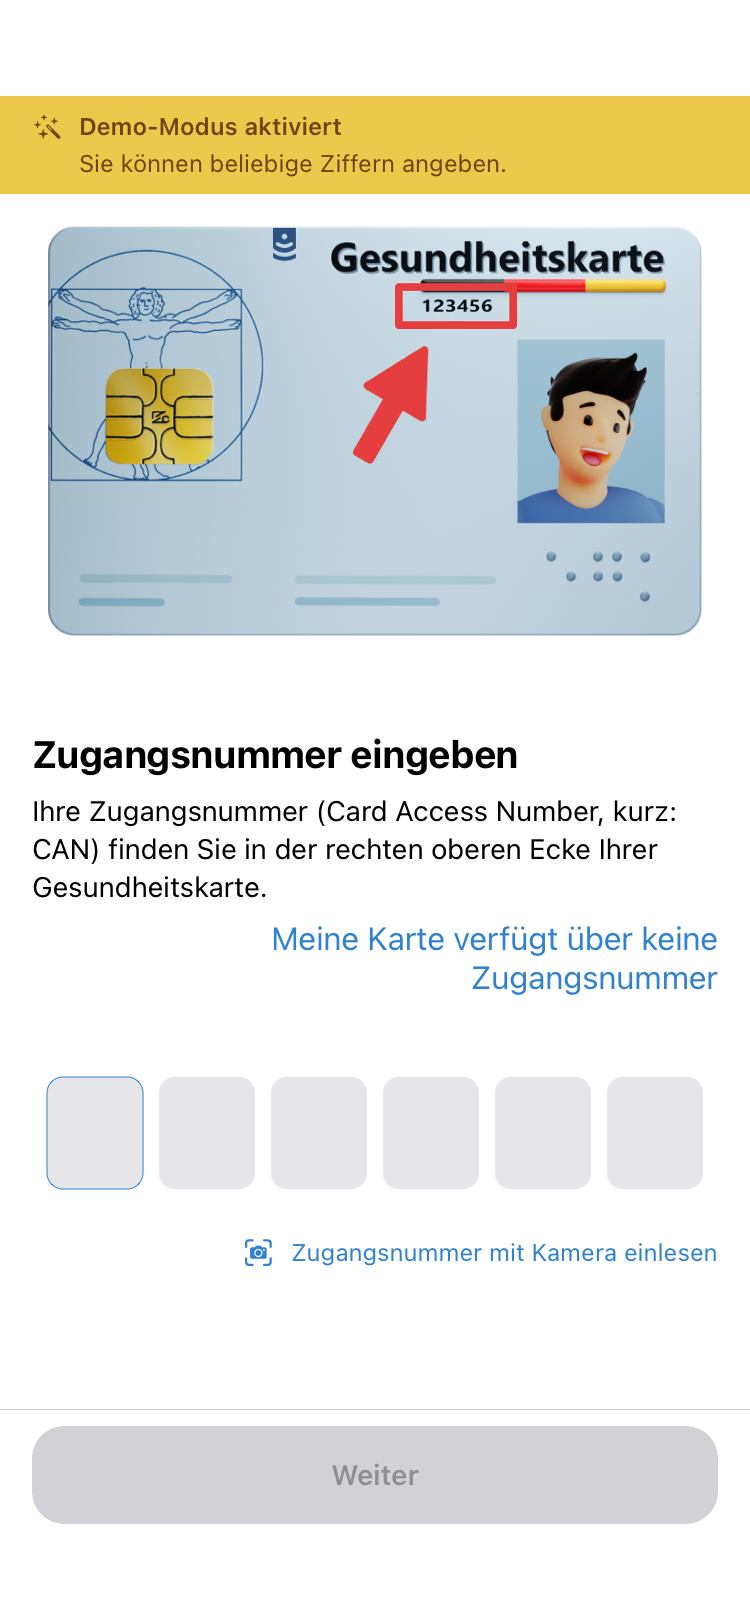 Demo-Modus aktiviert
Sie können beliebige Ziffern angeben.
Gesundheitskarte
123456
Zugangsnummer eingeben
Ihre Zugangsnummer (Card Access Number, kurz:
CAN) finden Sie in der rechten oberen Ecke Ihrer
Gesundheitskarte.
Meine Karte verfügt über keine
Zugangsnummer
Zugangsnummer mit Kamera einlesen
Weiter